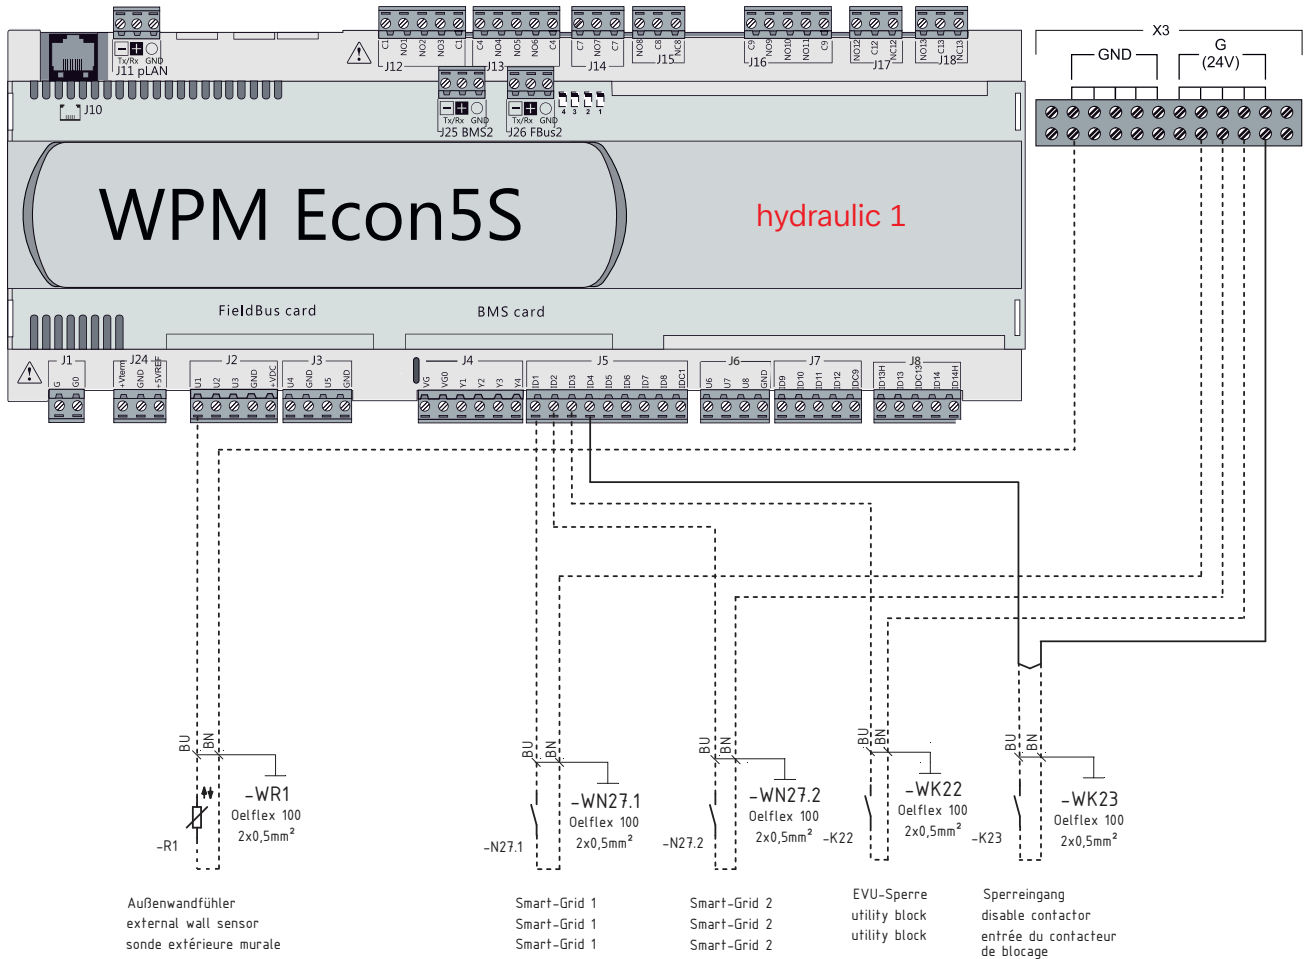 X3
GND
G
(24V)
Tx/Rx GND
J11 pLAN
C1 NO1 NO2 NO3 C1
J12
C4 NO4 NO5 NO6 C4
J13
C7 NO7 C7
J14
NO8 C8 NC8
J15
C9 NO9 NO10 NO11 C9
J16
NO12 C12 NC12
J17
NO13 C13 NC13
J18
J10
Tx/Rx GND
J25 BMS2
Tx/Rx GND
J26 FBus2
4 3 2 1
WPM Econ5S
hydraulic 1
FieldBus card
BMS card
J1
G G0
J24
+Vterm GND +5VREF
J2
U1 U2 U3 GND +VDC
J3
U4 GND U5 GND
J4
VG VG0 Y1 Y2 Y3 Y4
J5
ID1 ID2 ID3 ID4 ID5 ID6 ID7 ID8 IDC1
J6
U6 U7 U8 GND
J7
ID9 ID10 ID11 ID12 IDC9
J8
ID13H ID13 IDC13 ID14 ID14H
BU BN
-WR1
Oelflex 100
2x0,5mm²
-R1
BU BN
-WN27.1
Oelflex 100
2x0,5mm²
-N27.1
BU BN
-WN27.2
Oelflex 100
2x0,5mm²
-N27.2
BU BN
-WK22
Oelflex 100
2x0,5mm²
-K22
BU BN
-WK23
Oelflex 100
2x0,5mm²
-K23
Außenwandfühler
external wall sensor
sonde extérieure murale
Smart-Grid 1
Smart-Grid 1
Smart-Grid 1
Smart-Grid 2
Smart-Grid 2
Smart-Grid 2
EVU-Sperre
utility block
utility block
Sperreingang
disable contactor
entrée du contacteur
de blocage